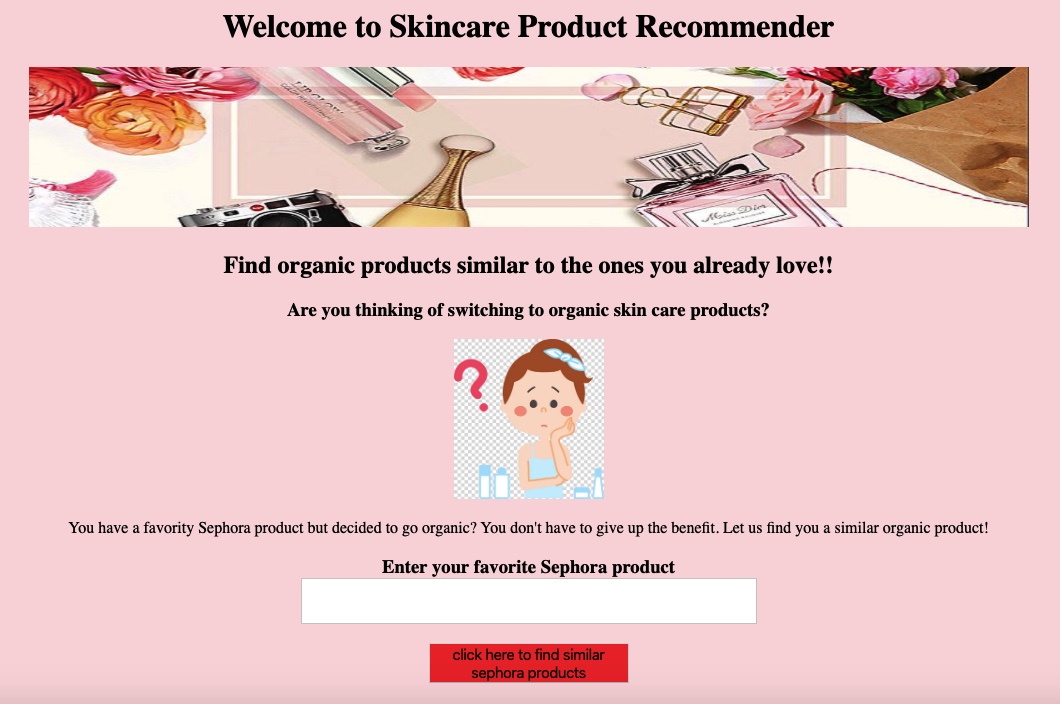 Welcome to Skincare Product Recommender
Miss Dior
Find organic products similar to the ones you already love!!
Are you thinking of switching to organic skin care products?
?
You have a favority Sephora product but decided to go organic? You don't have to give up the benefit. Let us find you a similar organic product!
Enter your favorite Sephora product
click here to find similar
sephora products